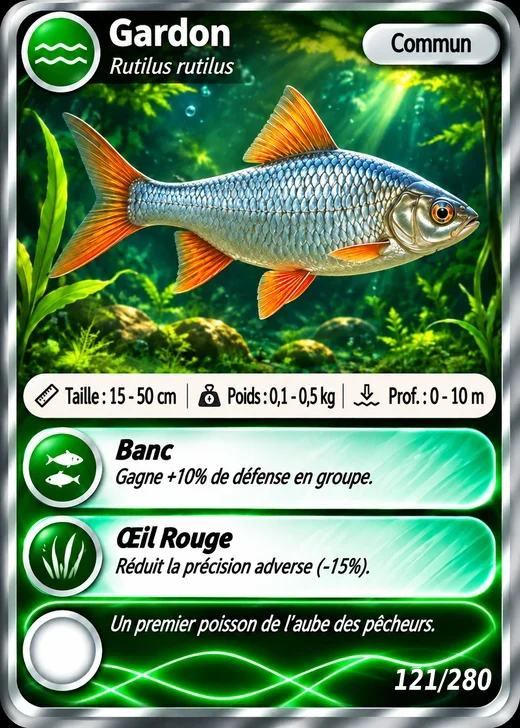 Gardon
Rutilus rutilus
Commun
Taille : 15 - 50 cm
Poids : 0,1 - 0,5 kg
Prof. : 0 - 10 m
Banc
Gagne +10% de défense en groupe.
Œil Rouge
Réduit la précision adverse (-15%).
Un premier poisson de l'aube des pêcheurs.
121/280